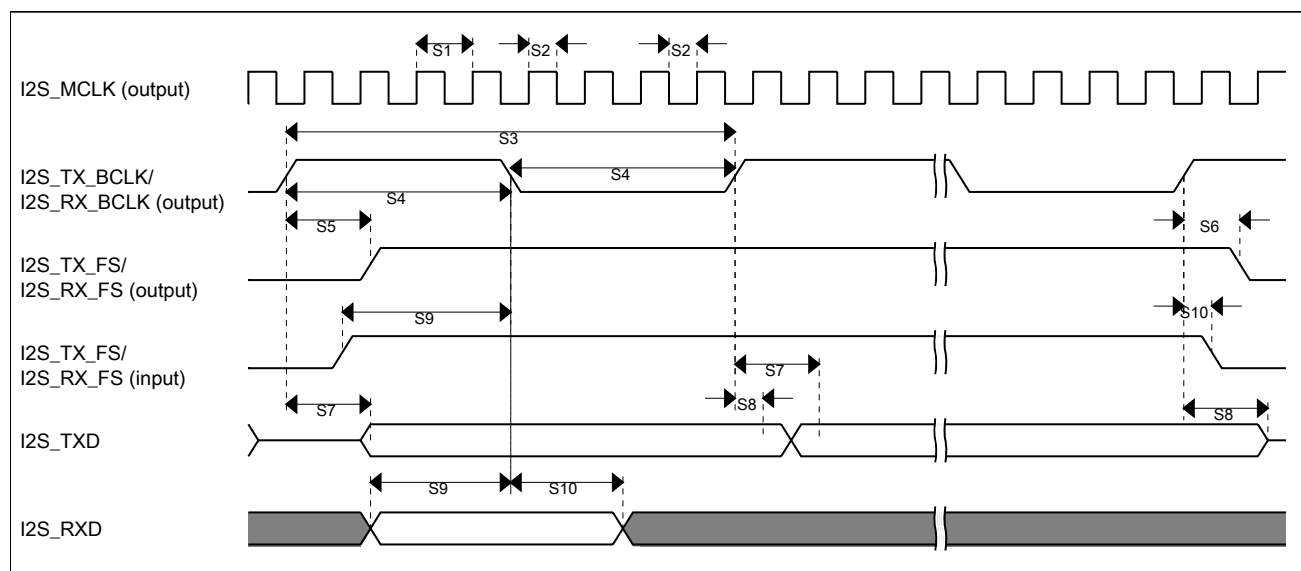 S1 S2 S2
I2S_MCLK (output)
S3
I2S_TX_BCLK/
I2S_RX_BCLK (output)
S4
S4
S5 S6
I2S_TX_FS/
I2S_RX_FS (output)
S9 S10
I2S_TX_FS/
I2S_RX_FS (input)
S7
S7 S8 S8
I2S_TXD
S9 S10
I2S_RXD